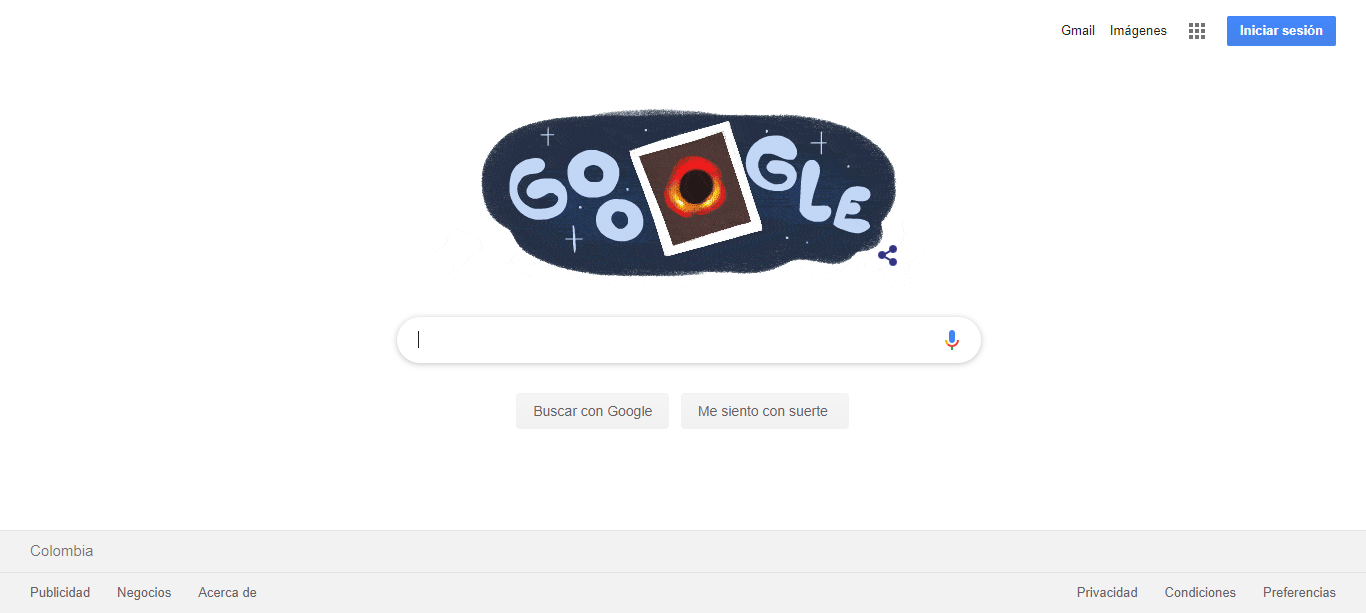 Gmail Imágenes Iniciar sesión
GOOGLE
Buscar con Google Me siento con suerte
Colombia
Publicidad Negocios Acerca de Privacidad Condiciones Preferencias